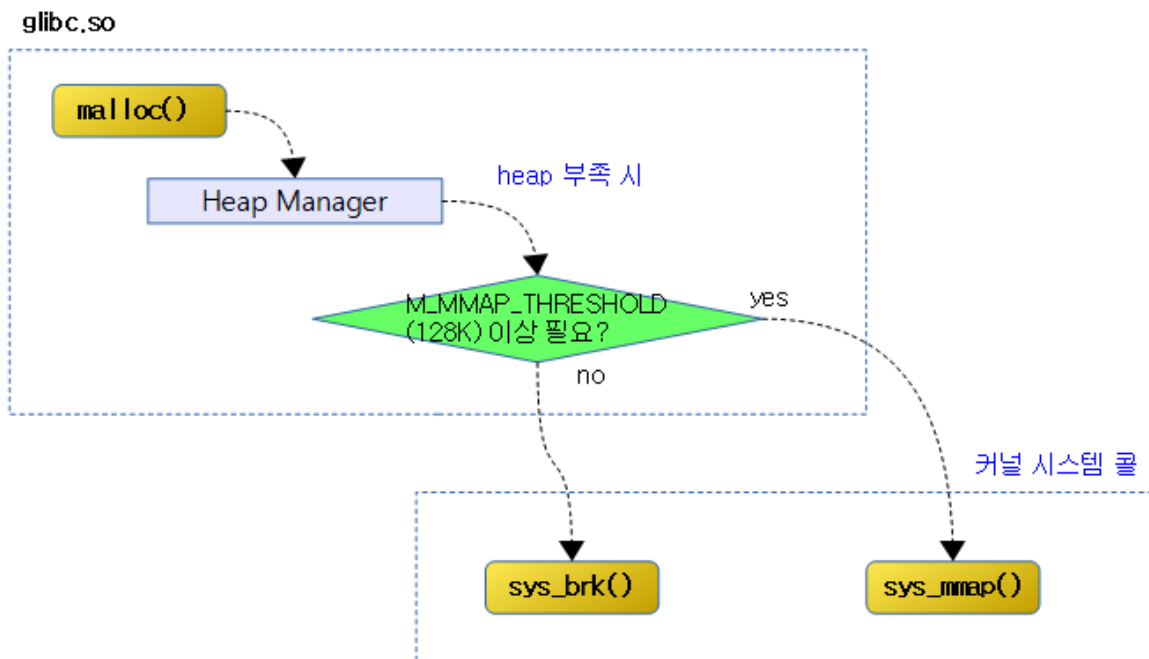 glibc.so
malloc()
heap 부족 시
Heap Manager
M_MMAP_THRESHOLD
(128K) 이상 필요?
yes
no
커널 시스템 콜
sys_brk()
sys_mmap()